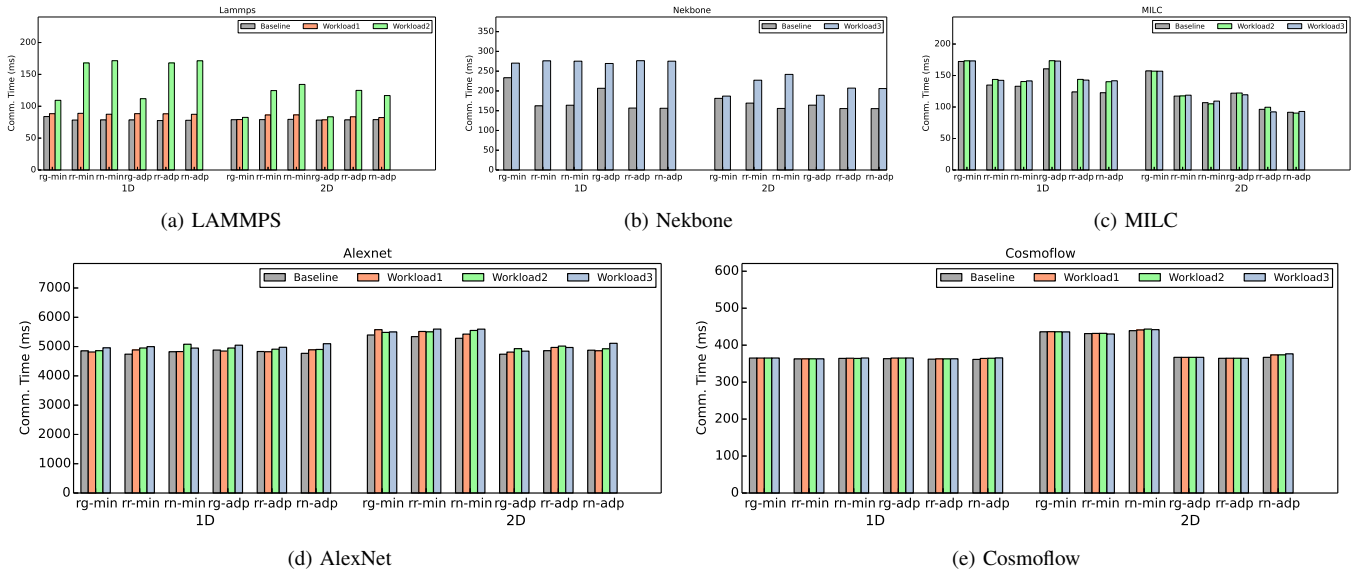 Lammps
Baseline Workload1 Workload2
Comm. Time (ms)
200
150
100
50
0
rg-min rr-min rn-min rg-adp rr-adp rn-adp rg-min rr-min rn-min rg-adp rr-adp rn-adp
1D 2D
(a) LAMMPS
Nekbone
Baseline Workload3
Comm. Time (ms)
350
300
250
200
150
100
50
0
rg-min rr-min rn-min rg-adp rr-adp rn-adp rg-min rr-min rn-min rg-adp rr-adp rn-adp
1D 2D
(b) Nekbone
MILC
Baseline Workload2 Workload3
Comm. Time (ms)
200
150
100
50
0
rg-min rr-min rn-min rg-adp rr-adp rn-adp rg-min rr-min rn-min rg-adp rr-adp rn-adp
1D 2D
(c) MILC
Alexnet
Baseline Workload1 Workload2 Workload3
Comm. Time (ms)
7000
6000
5000
4000
3000
2000
1000
0
rg-min rr-min rn-min rg-adp rr-adp rn-adp rg-min rr-min rn-min rg-adp rr-adp rn-adp
1D 2D
(d) AlexNet
Cosmoflow
Baseline Workload1 Workload2 Workload3
Comm. Time (ms)
600
500
400
300
200
100
0
rg-min rr-min rn-min rg-adp rr-adp rn-adp rg-min rr-min rn-min rg-adp rr-adp rn-adp
1D 2D
(e) Cosmoflow